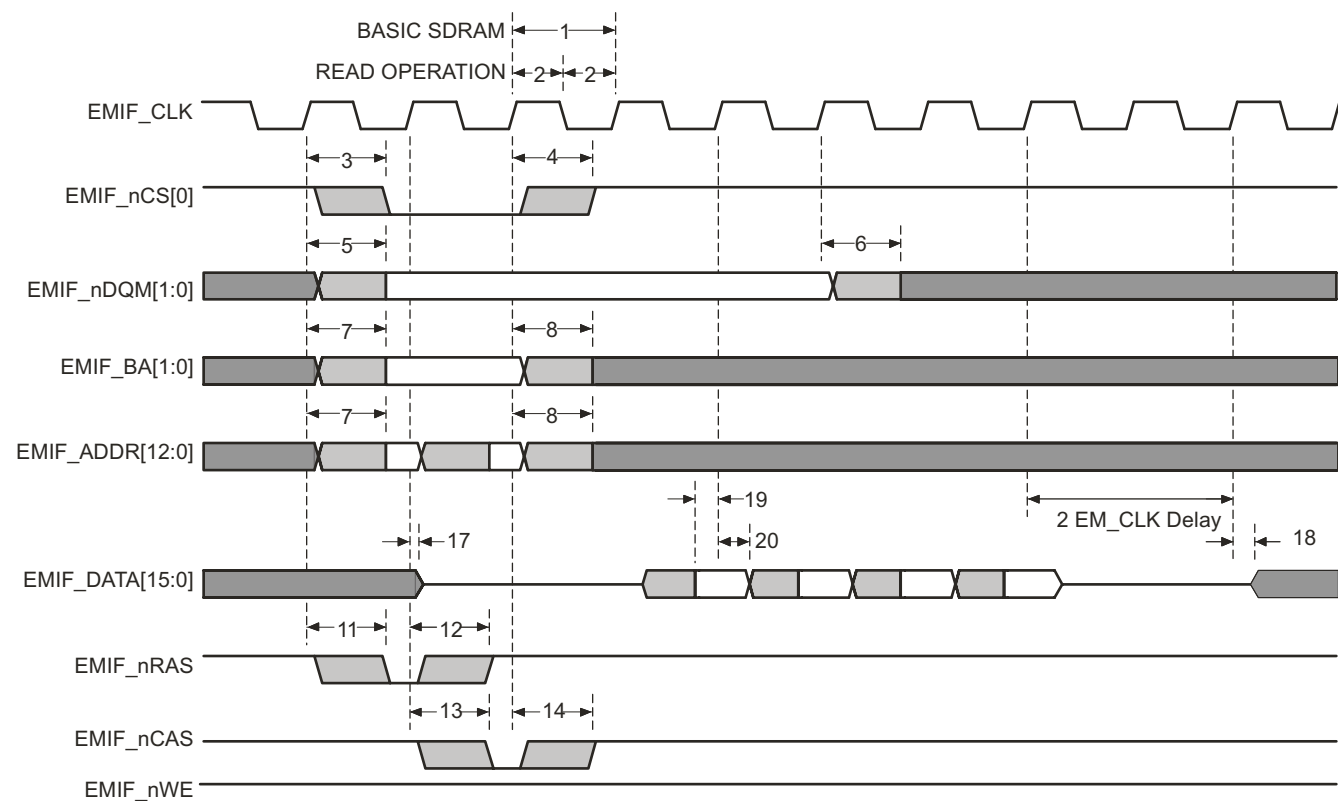 BASIC SDRAM 1
READ OPERATION 2 2
EMIF_CLK
3 4
EMIF_nCS[0]
5 6
EMIF_nDQM[1:0]
7 8
EMIF_BA[1:0]
7 8
EMIF_ADDR[12:0]
19
2 EM_CLK Delay
17 20 18
EMIF_DATA[15:0]
11 12
EMIF_nRAS
13 14
EMIF_nCAS
EMIF_nWE